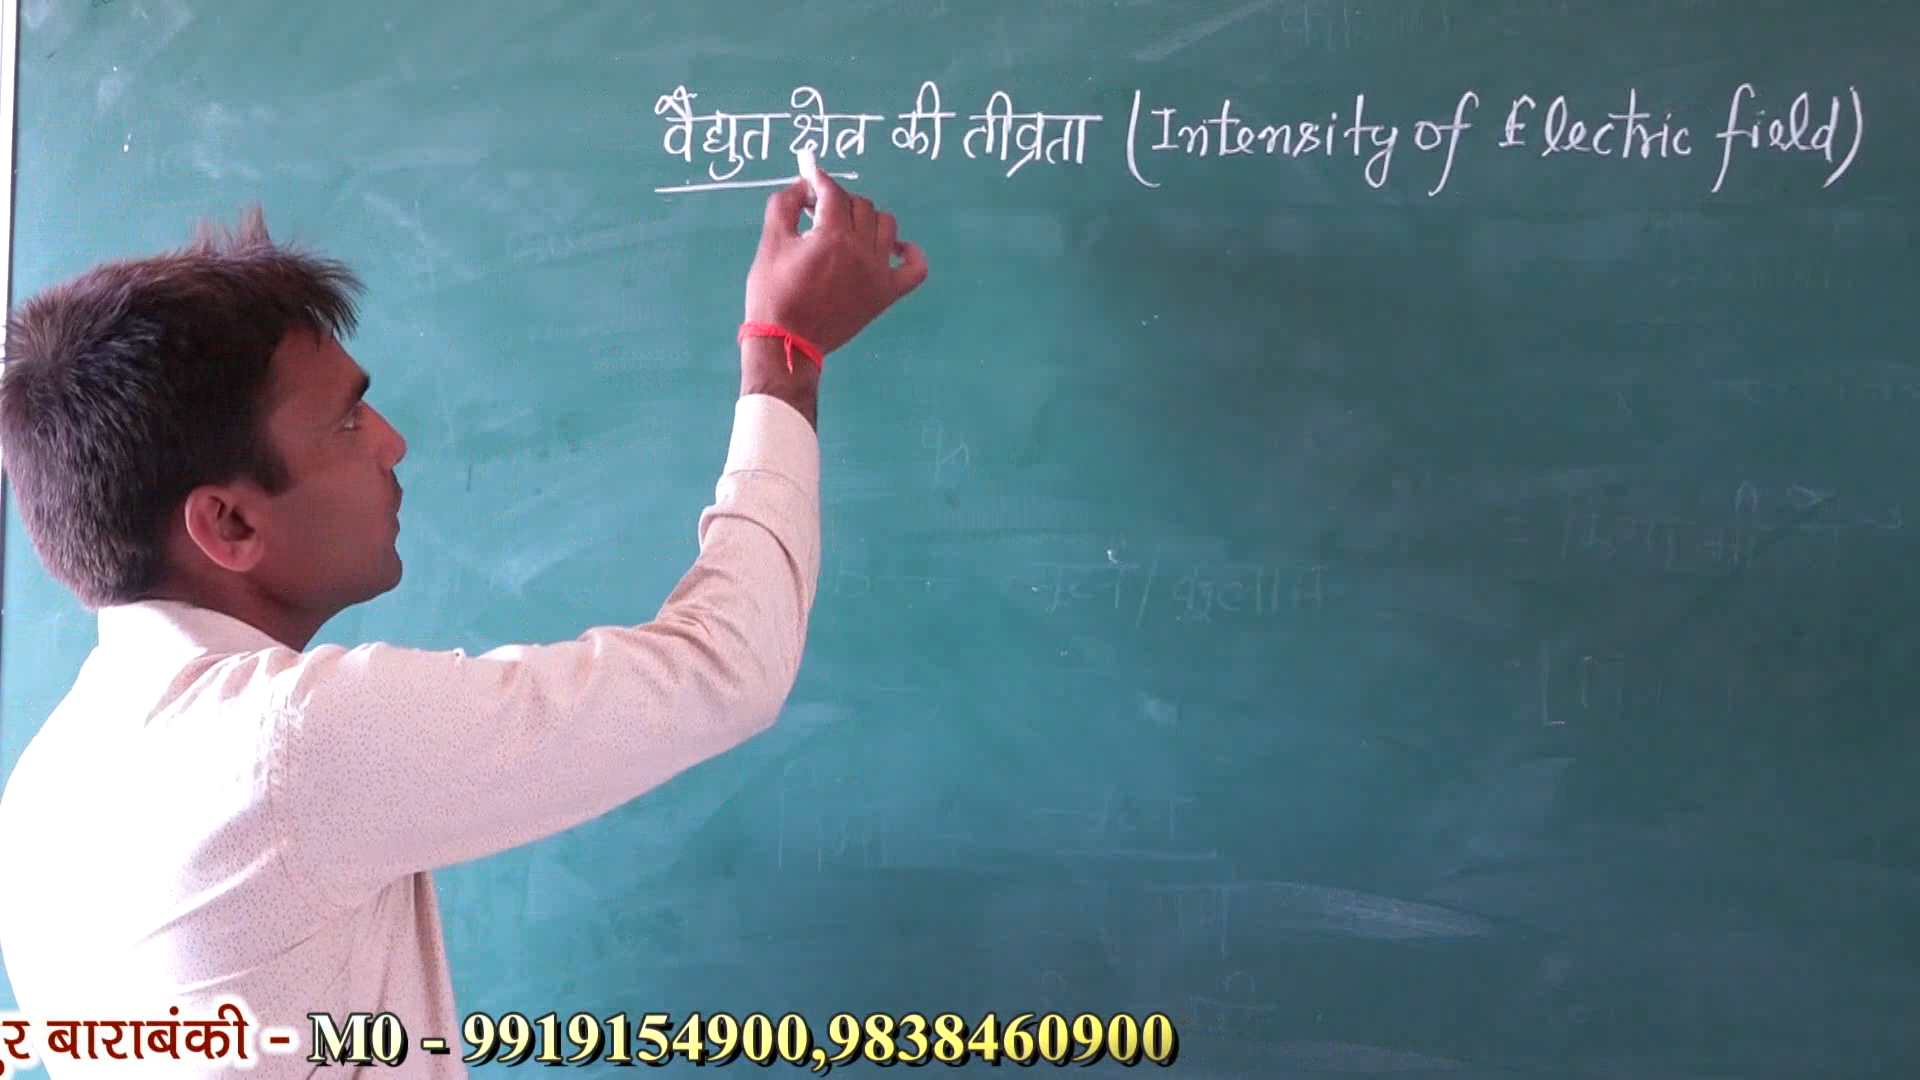 वैद्युत क्षेत्र की तीव्रता (Intensity of Electric field)
बाराबंकी - M0 - 9919154900,9838460900